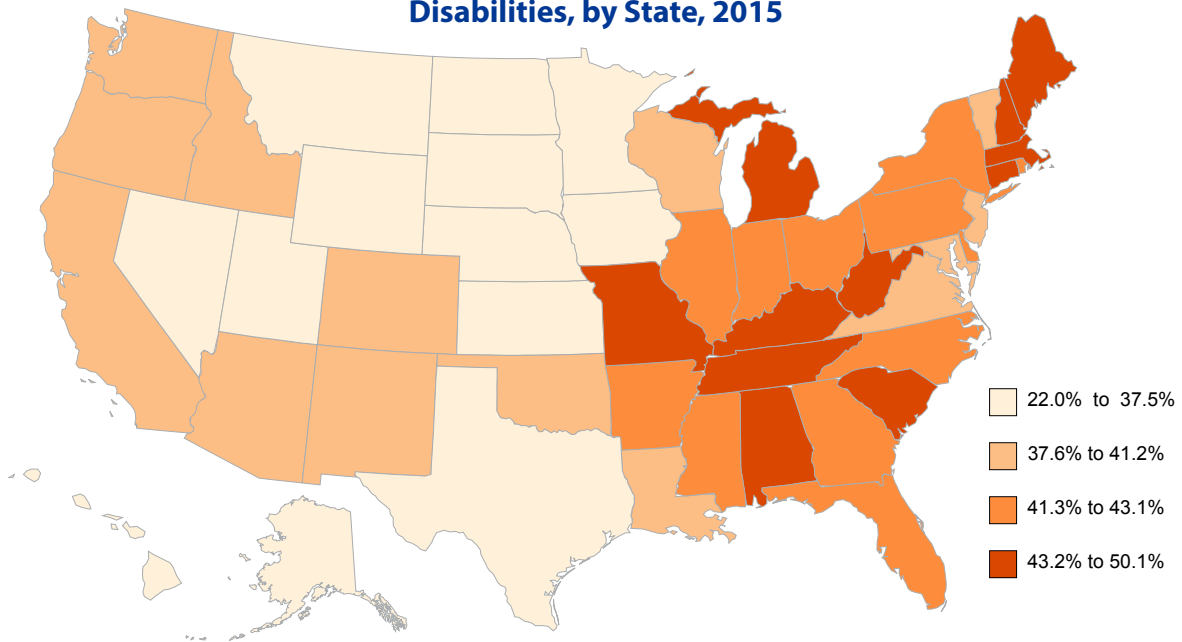 Disabilities, by State, 2015
22.0% to 37.5%
37.6% to 41.2%
41.3% to 43.1%
43.2% to 50.1%